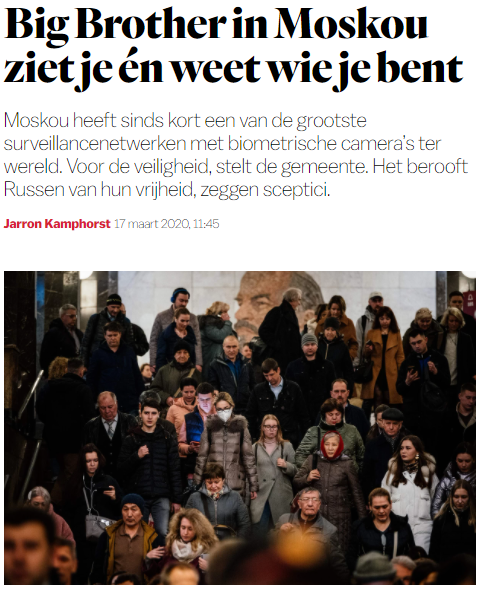 Big Brother in Moskou
ziet je én weet wie je bent
Moskou heeft sinds kort een van de grootste
surveillancenetwerken met biometrische camera's ter
wereld. Voor de veiligheid, stelt de gemeente. Het berooft
Russen van hun vrijheid, zeggen sceptici.
Jarron Kamphorst 17 maart 2020, 11:45